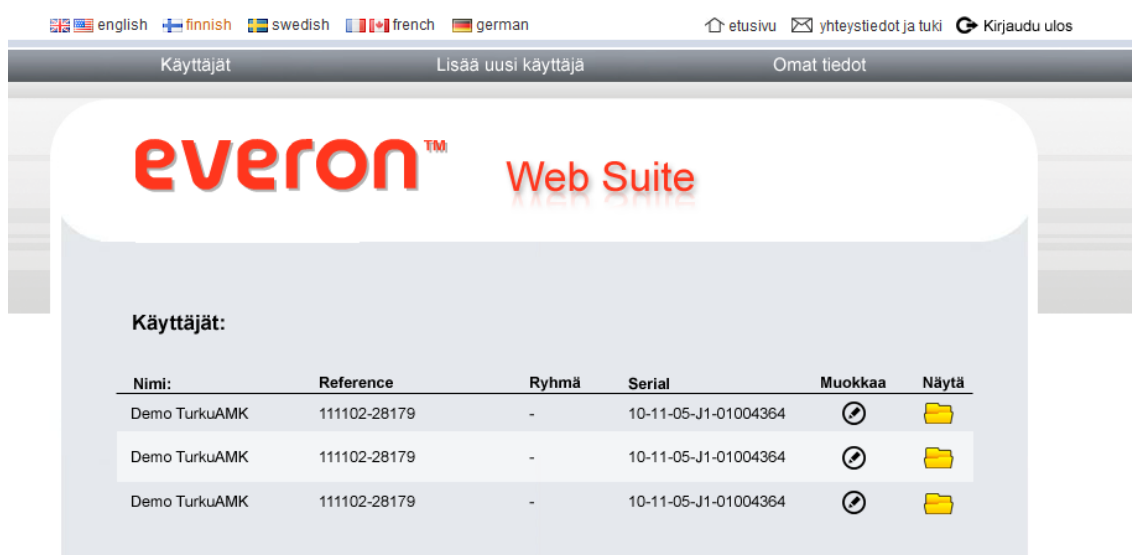 english finnish swedish french german etusivu yhteystiedot ja tuki Kirjaudu ulos
Käyttäjät Lisää uusi käyttäjä Omat tiedot
everon™ Web Suite
Käyttäjät:
Nimi: Reference Ryhmä Serial Muokkaa Näytä
Demo TurkuAMK 111102-28179 - 10-11-05-J1-01004364
Demo TurkuAMK 111102-28179 - 10-11-05-J1-01004364
Demo TurkuAMK 111102-28179 - 10-11-05-J1-01004364